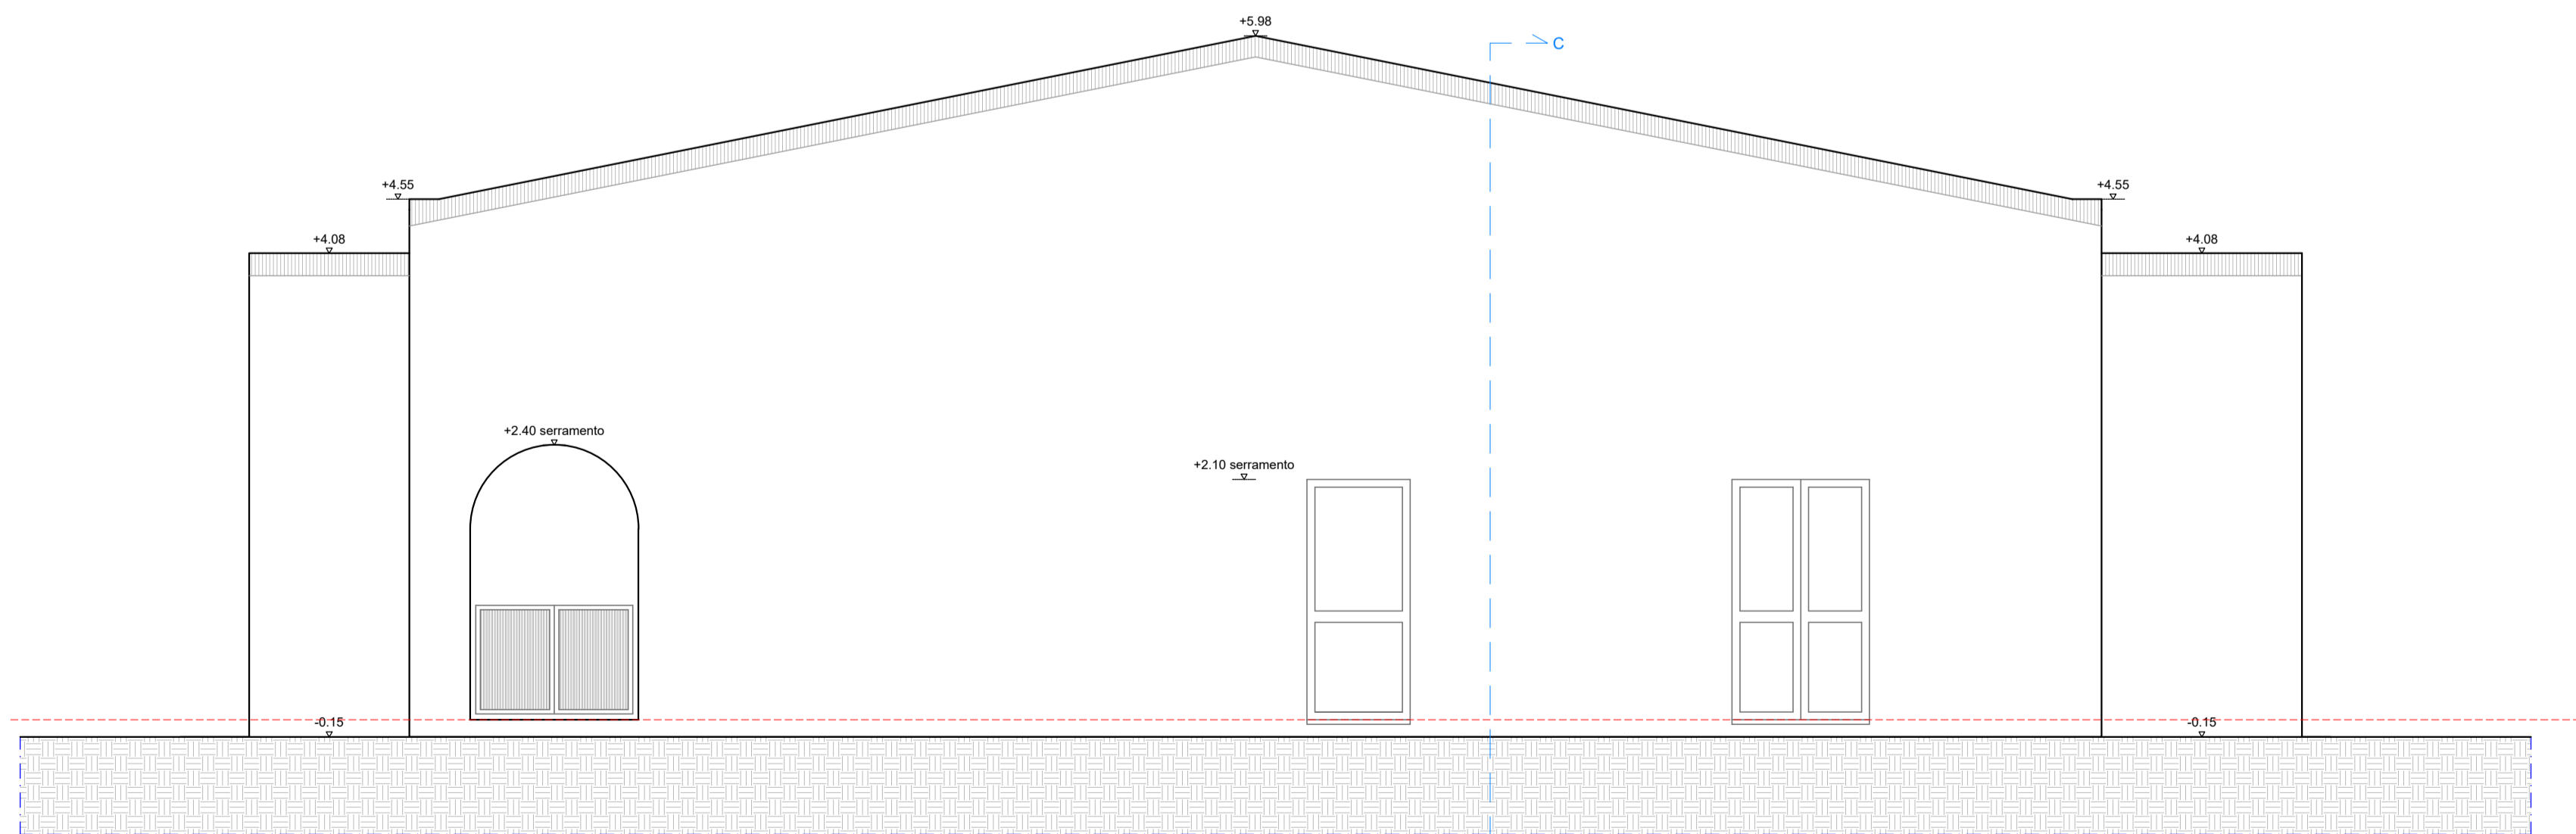 +5.98
C
+4.55
+4.55
+4.08
+4.08
+2.40 serramento
+2.10 serramento
-0.15
-0.15